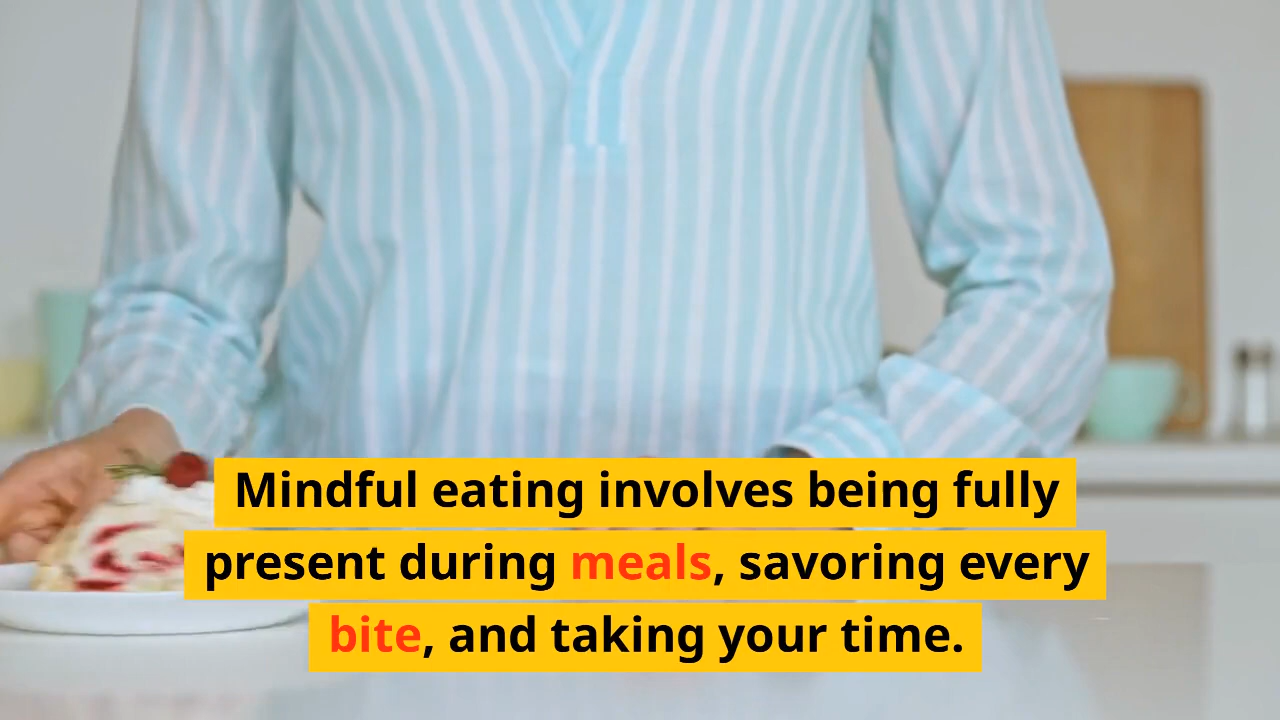 Mindful eating involves being fully
present during meals, savoring every
bite, and taking your time.